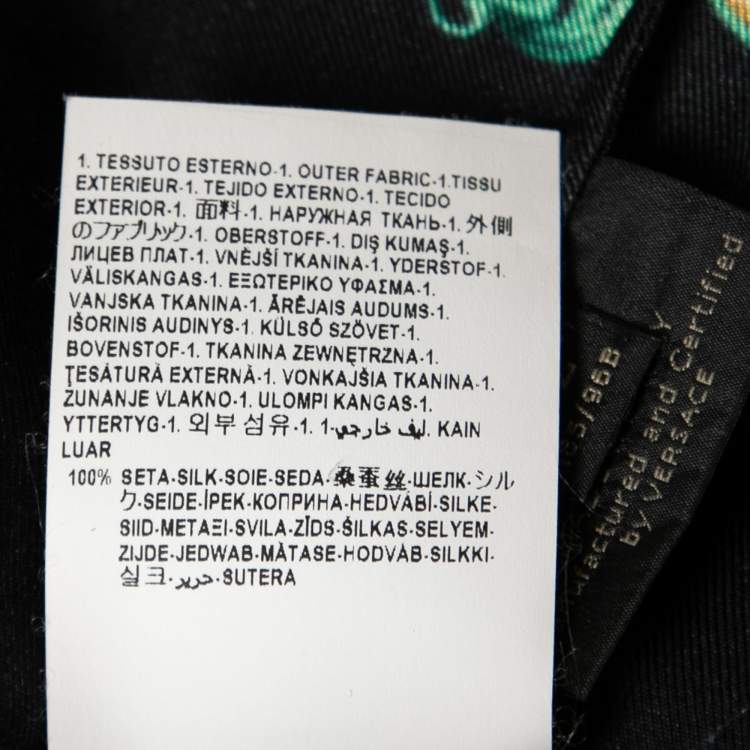 1. TESSUTO ESTERNO-1. OUTER FABRIC-1.TISSU
EXTERIEUR-1. TEJIDO EXTERNO-1. TECIDO
EXTERIOR-1. 面料-1. НАРУЖНАЯ ТКАНЬ-1. 外側
のファブリック-1. OBERSTOFF-1. DIŞ KUMAŞ-1.
ЛИЦЕВ ПЛАТ-1. VNĚJŠÍ TKANINA-1. YDERSTOF-1.
VÄLISKANGAS-1. ΕΞΩΤΕΡΙΚΟ ΥΦΑΣΜΑ-1.
VANJSKA TKANINA-1. ĀRĒJAIS AUDUMS-1.
IŠORINIS AUDINYS-1. KÜLSŐ SZÖVET-1.
BOVENSTOF-1. TKANINA ZEWNĘTRZNA-1.
ŢESĂTURĂ EXTERNĂ-1. VONKAJŠIA TKANINA-1.
ZUNANJE VLAKNO-1. ULOMPI KANGAS-1.
YTTERTYG-1. 외부 섬유-1. ليف خارجي-1. KAIN
LUAR
100% SETA-SILK-SOIE-SEDA-桑蚕丝-ШЕЛК-シル
ク-SEIDE-İPEK-КОПРИНА-HEDVÁBÍ-SILKE-
SIID-ΜΕΤΑΞΙ-SVILA-ZĪDS-ŠILKAS-SELYEM-
ZIJDE-JEDWAB-MĂTASE-HODVÁB-SILKKI-
실크-حرير-SUTERA
and Certified
by VERSACE